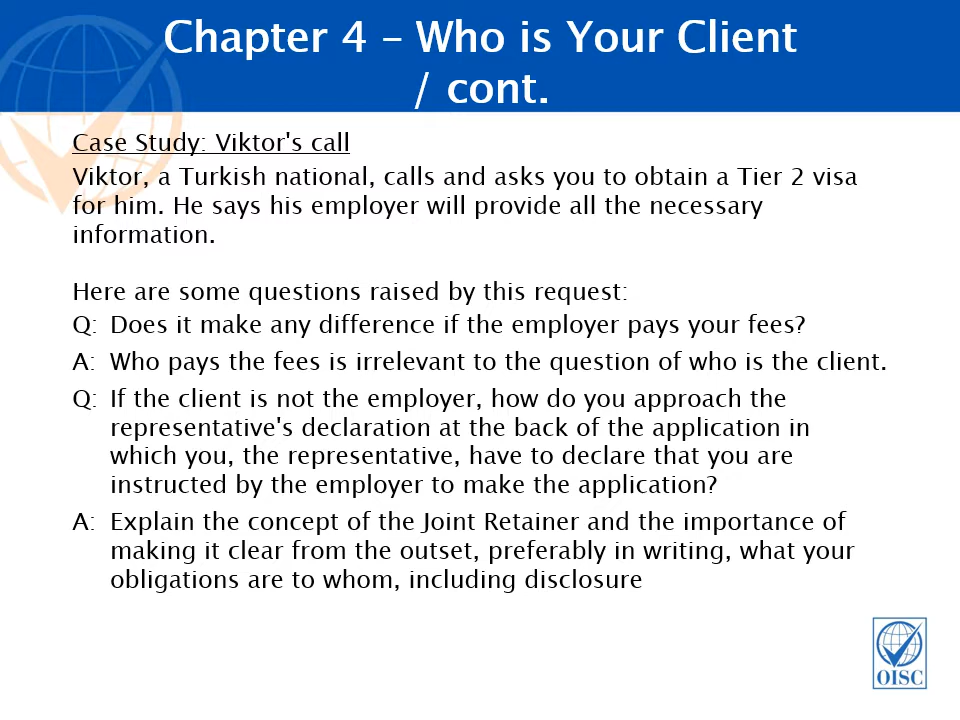 Chapter 4 – Who is Your Client
/ cont.
Case Study: Viktor's call
Viktor, a Turkish national, calls and asks you to obtain a Tier 2 visa
for him. He says his employer will provide all the necessary
information.
Here are some questions raised by this request:
Q: Does it make any difference if the employer pays your fees?
A: Who pays the fees is irrelevant to the question of who is the client.
Q: If the client is not the employer, how do you approach the
representative's declaration at the back of the application in
which you, the representative, have to declare that you are
instructed by the employer to make the application?
A: Explain the concept of the Joint Retainer and the importance of
making it clear from the outset, preferably in writing, what your
obligations are to whom, including disclosure
OISC